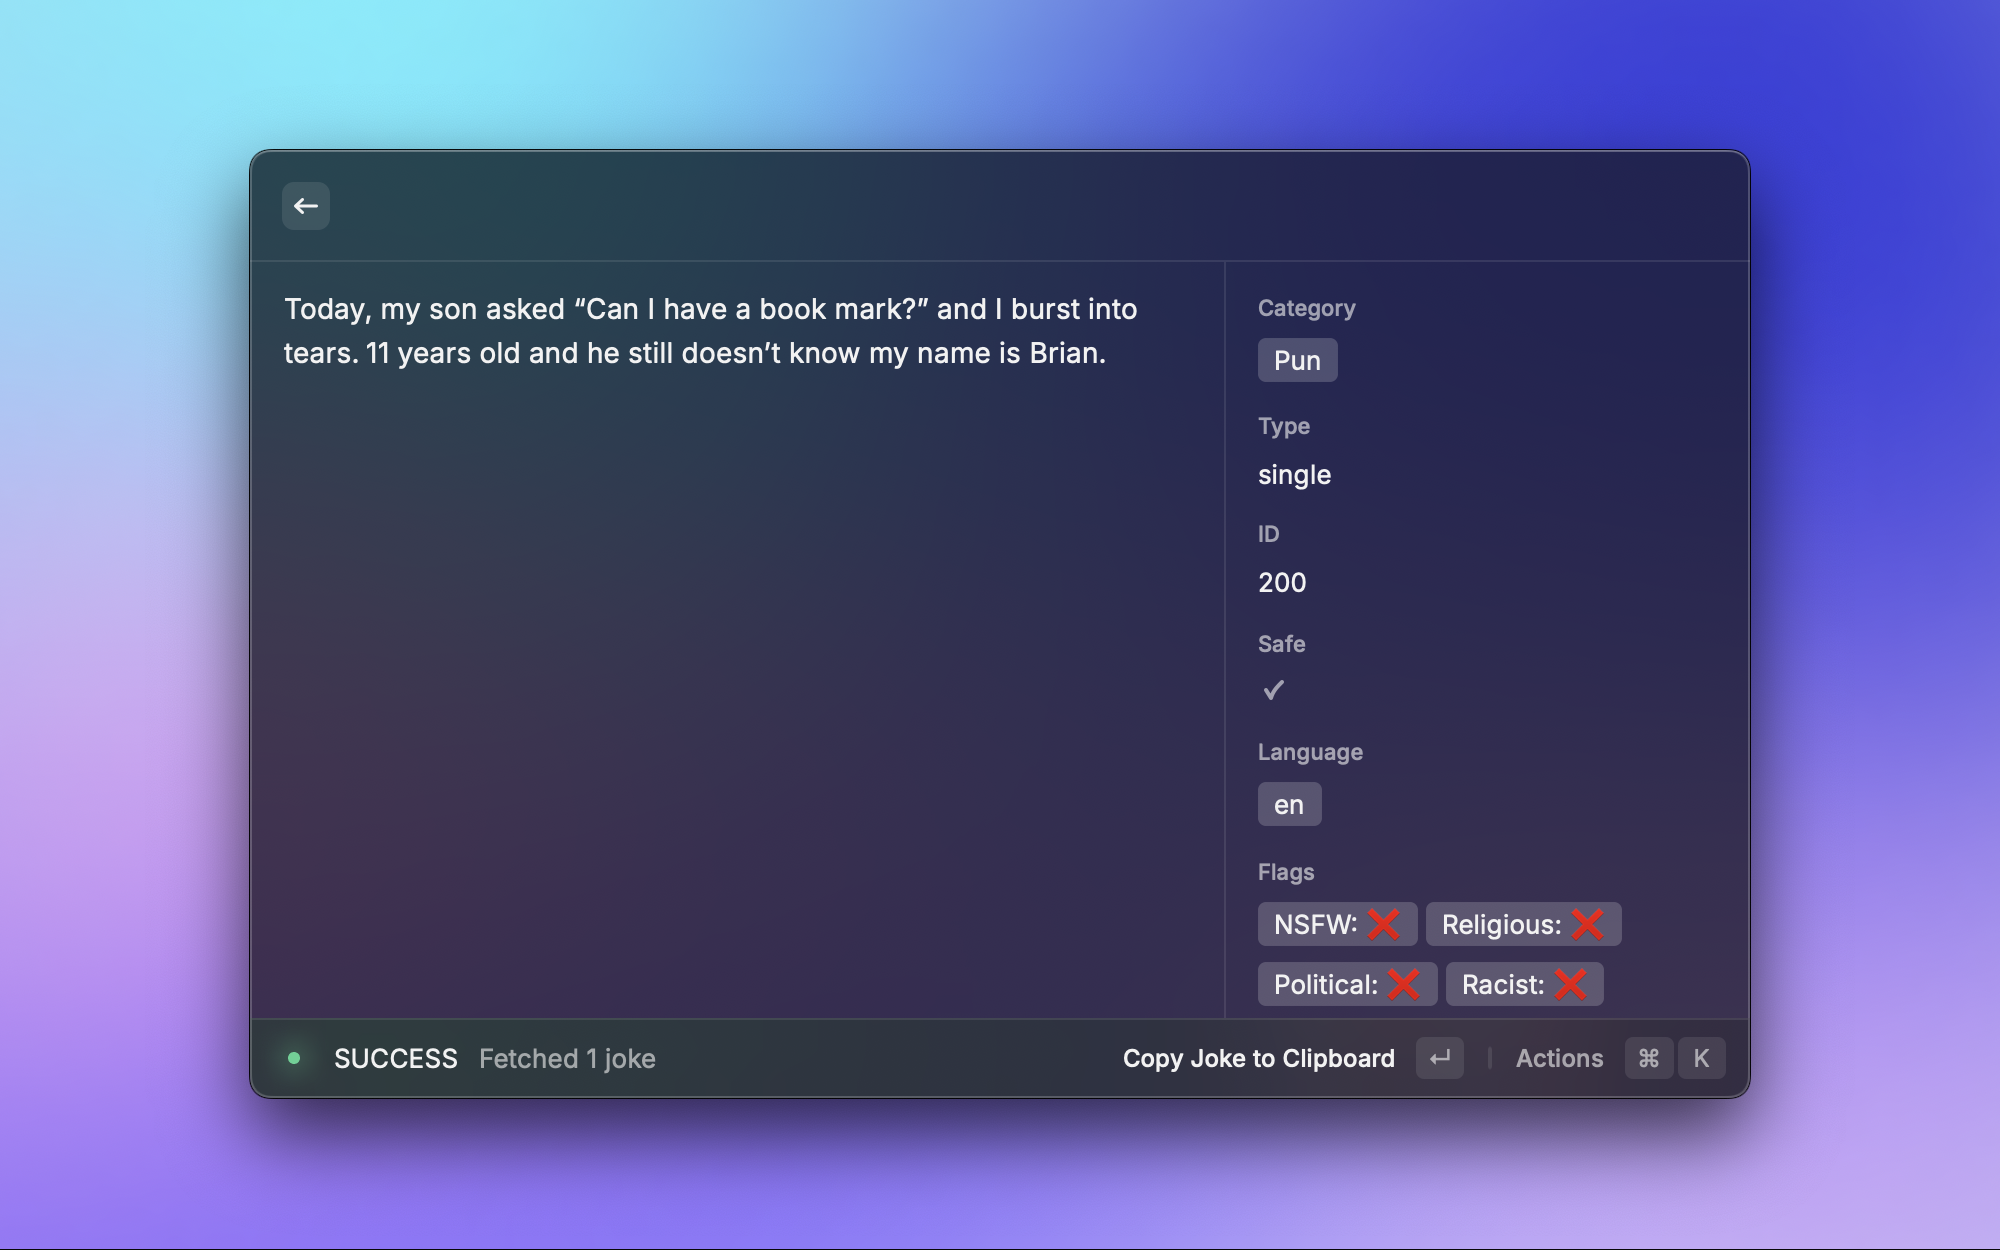 Today, my son asked “Can I have a book mark?” and I burst into
tears. 11 years old and he still doesn’t know my name is Brian.
Category
Pun
Type
single
ID
200
Safe
Language
en
Flags
NSFW: ❌ Religious: ❌
Political: ❌ Racist: ❌
SUCCESS Fetched 1 joke
Copy Joke to Clipboard ↵ | Actions ⌘ K